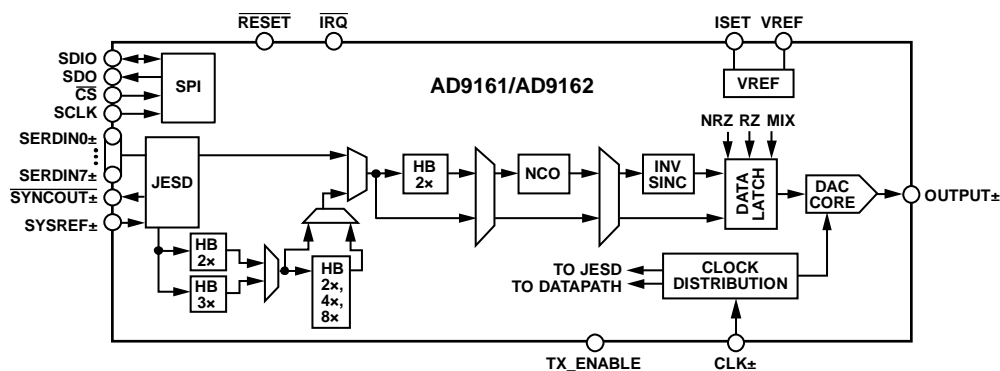 RESET
IRQ
ISET VREF
SDIO
SDO
CS
SCLK
SPI
AD9161/AD9162
VREF
NRZ RZ MIX
SERDIN0±
SERDIN7±
SYNCOUT±
SYSREF±
JESD
HB
2×
NCO
INV
SINC
DATA
LATCH
DAC
CORE
OUTPUT±
HB
2×
HB
3×
HB
2×,
4×,
8×
TO JESD
TO DATAPATH
CLOCK
DISTRIBUTION
TX_ENABLE
CLK±